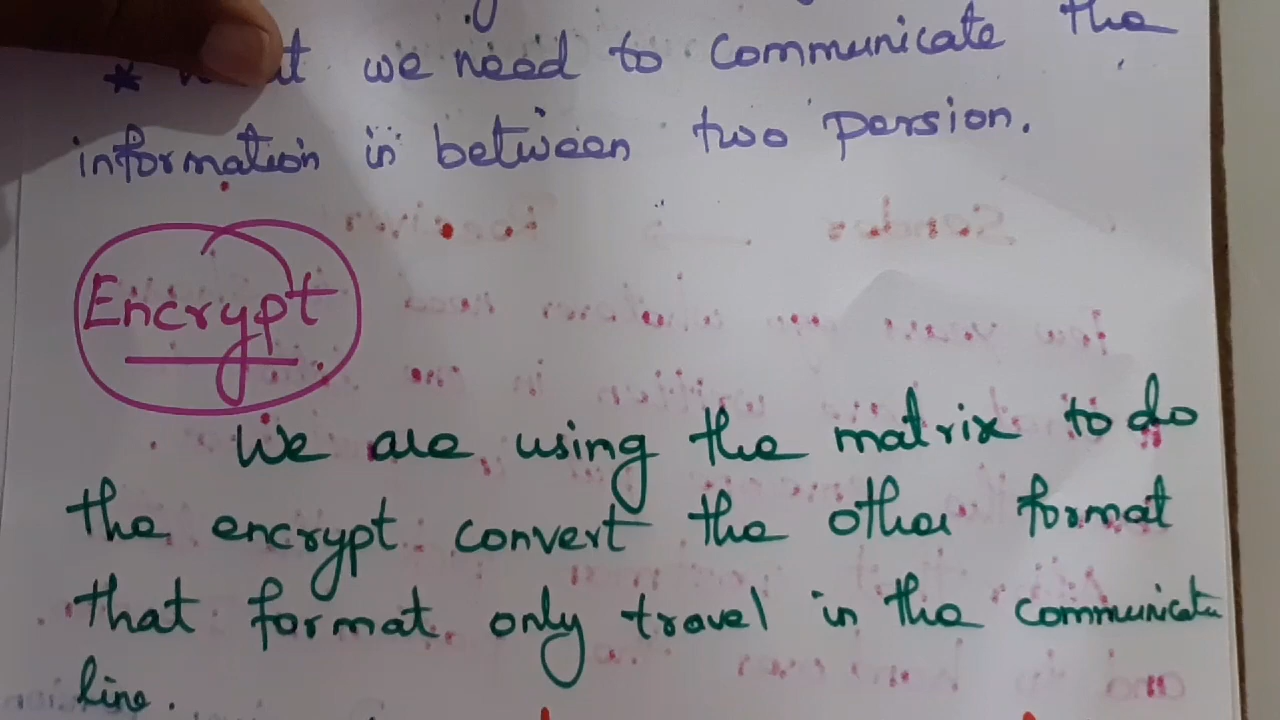 * we need to communicate the
information is between two persion.
Encrypt
We are using the matrix to do
the encrypt convert the other format
that format only travel in the communicate
line.